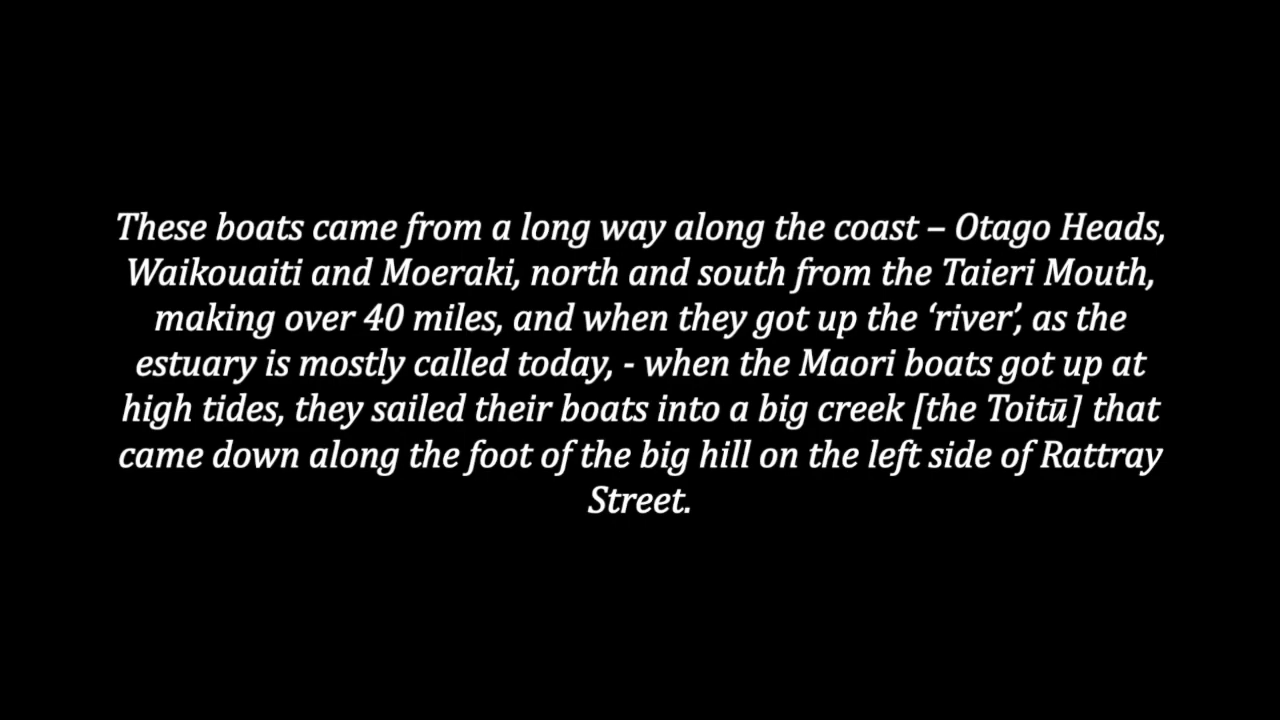 These boats came from a long way along the coast – Otago Heads,
Waikouaiti and Moeraki, north and south from the Taieri Mouth,
making over 40 miles, and when they got up the ‘river’, as the
estuary is mostly called today, - when the Maori boats got up at
high tides, they sailed their boats into a big creek [the Toitū] that
came down along the foot of the big hill on the left side of Rattray
Street.